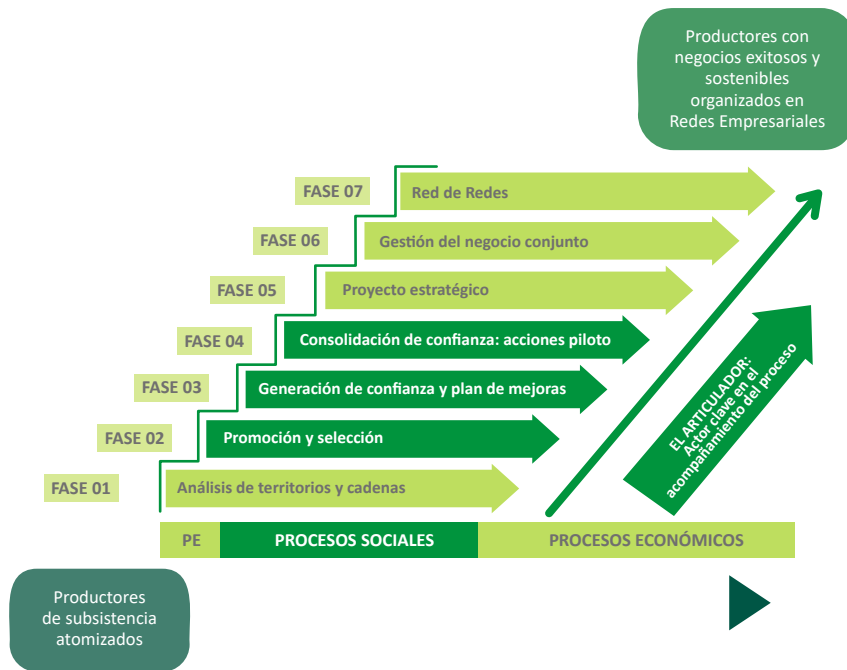 Productores con
negocios exitosos y
sostenibles
organizados en
Redes Empresariales
FASE 07
Red de Redes
FASE 06
Gestión del negocio conjunto
FASE 05
Proyecto estratégico
FASE 04
Consolidación de confianza: acciones piloto
FASE 03
Generación de confianza y plan de mejoras
FASE 02
Promoción y selección
FASE 01
Análisis de territorios y cadenas
EL ARTICULADOR:
Actor clave en el
acompañamiento del proceso
PE
PROCESOS SOCIALES
PROCESOS ECONÓMICOS
Productores
de subsistencia
atomizados